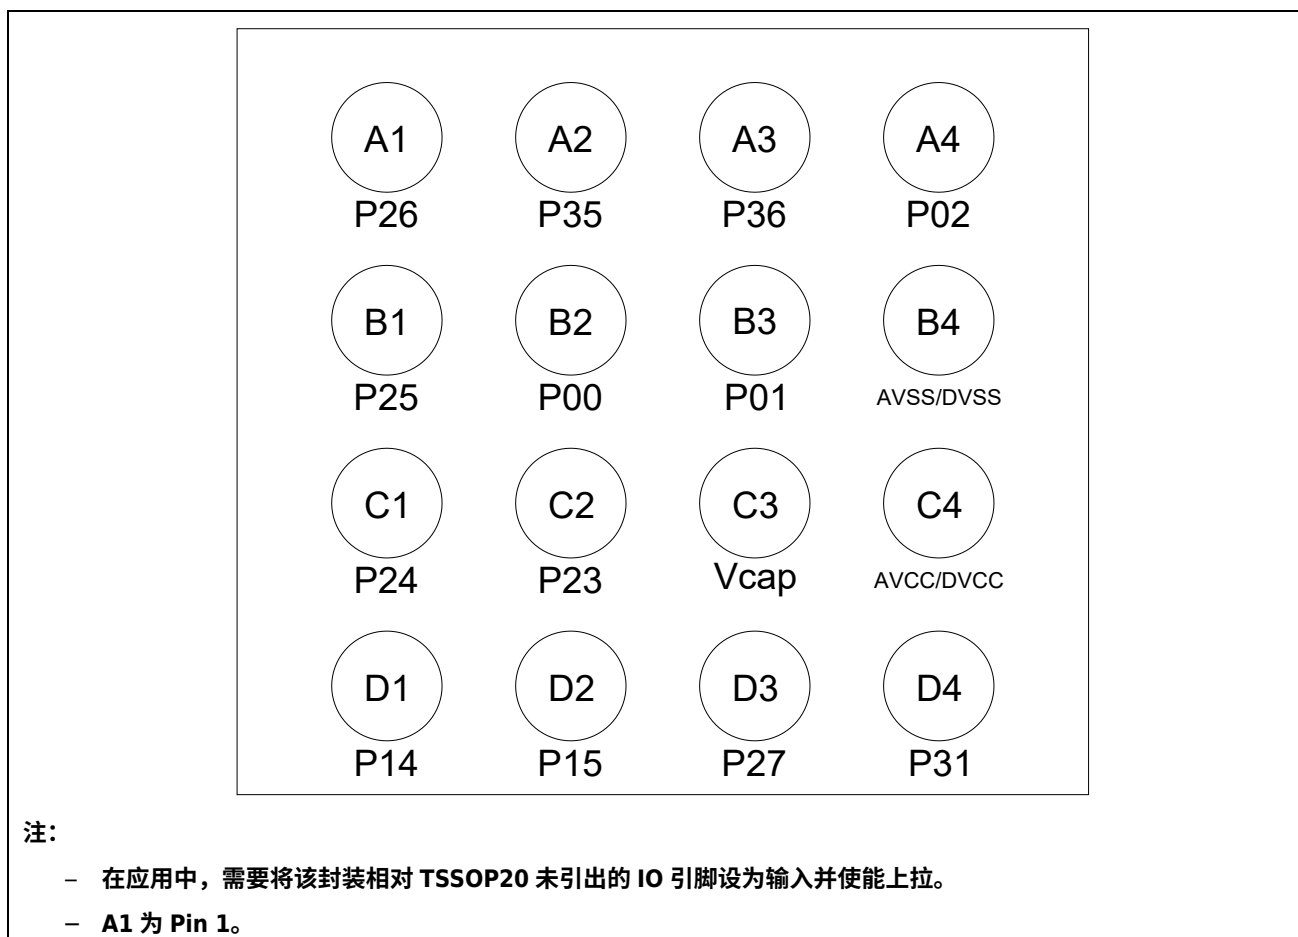 A1 A2 A3 A4
P26 P35 P36 P02
B1 B2 B3 B4
P25 P00 P01 AVSS/DVSS
C1 C2 C3 C4
P24 P23 Vcap AVCC/DVCC
D1 D2 D3 D4
P14 P15 P27 P31
注：
– 在应用中，需要将该封装相对 TSSOP20 未引出的 IO 引脚设为输入并使能上拉。
– A1 为 Pin 1。